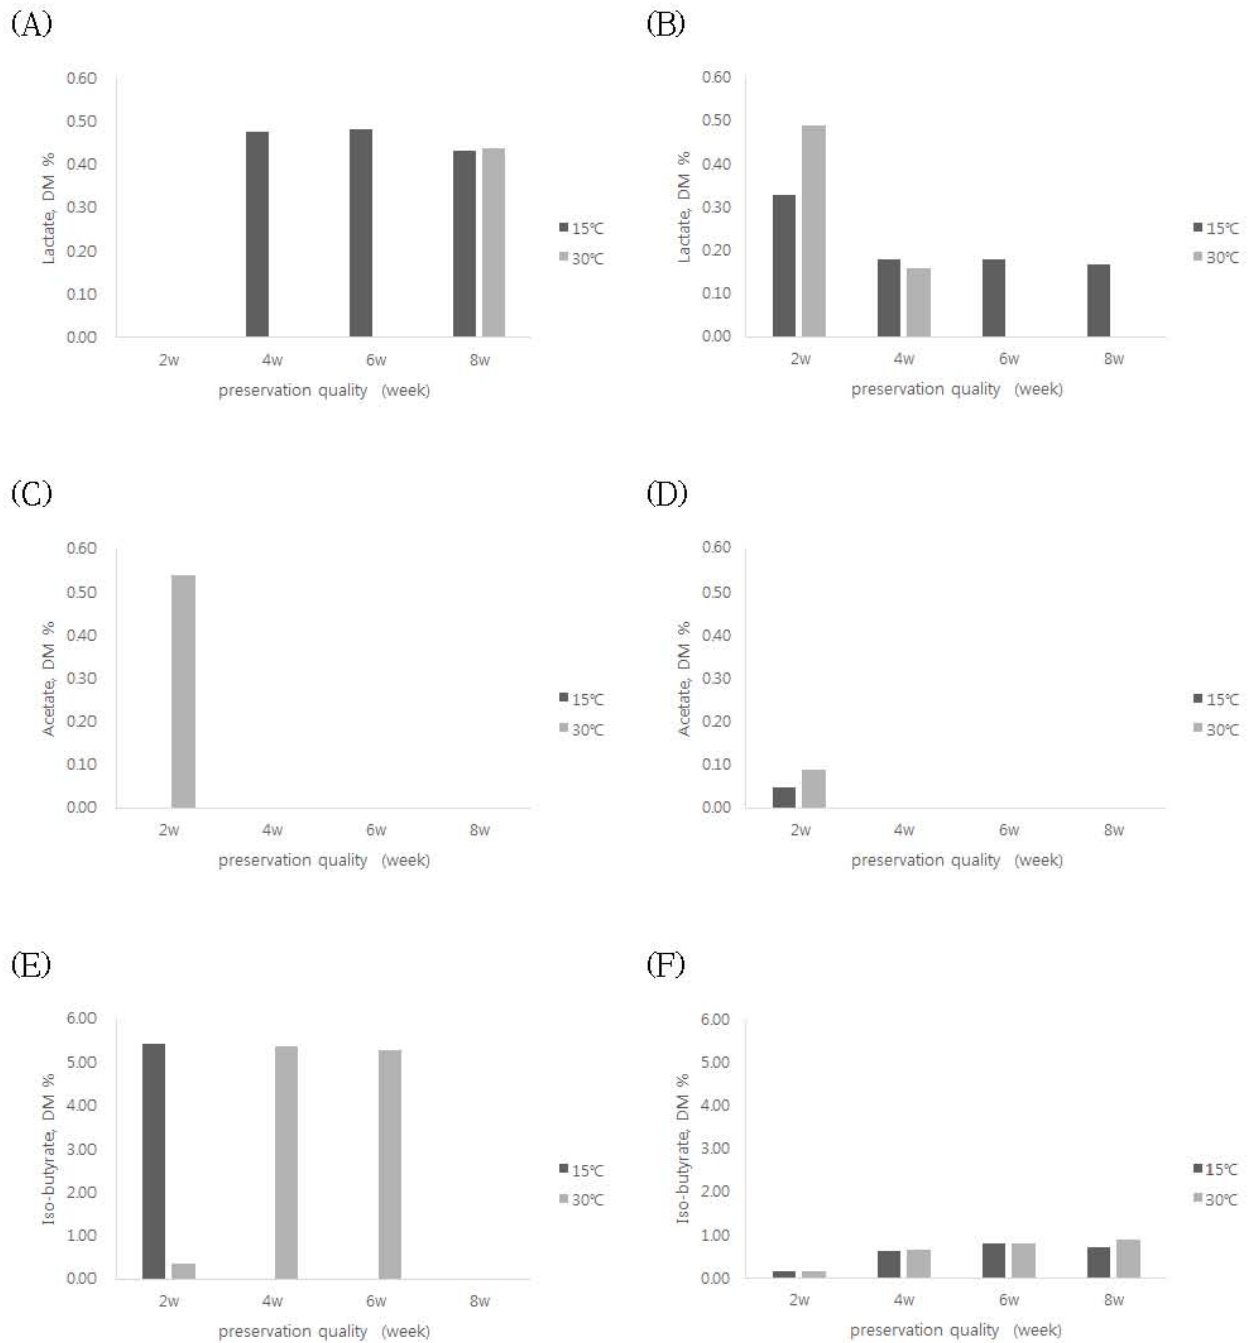 (A)
0.60
0.50
0.40
0.30
0.20
0.10
0.00
Lactate, DM %
2w 4w 6w 8w
preservation quality (week)
15℃
30℃
(B)
0.60
0.50
0.40
0.30
0.20
0.10
0.00
Lactate, DM %
2w 4w 6w 8w
preservation quality (week)
15℃
30℃
(C)
0.60
0.50
0.40
0.30
0.20
0.10
0.00
Acetate, DM %
2w 4w 6w 8w
preservation quality (week)
15℃
30℃
(D)
0.60
0.50
0.40
0.30
0.20
0.10
0.00
Acetate, DM %
2w 4w 6w 8w
preservation quality (week)
15℃
30℃
(E)
6.00
5.00
4.00
3.00
2.00
1.00
0.00
Iso-butyrate, DM %
2w 4w 6w 8w
preservation quality (week)
15℃
30℃
(F)
6.00
5.00
4.00
3.00
2.00
1.00
0.00
Iso-butyrate, DM %
2w 4w 6w 8w
preservation quality (week)
15℃
30℃